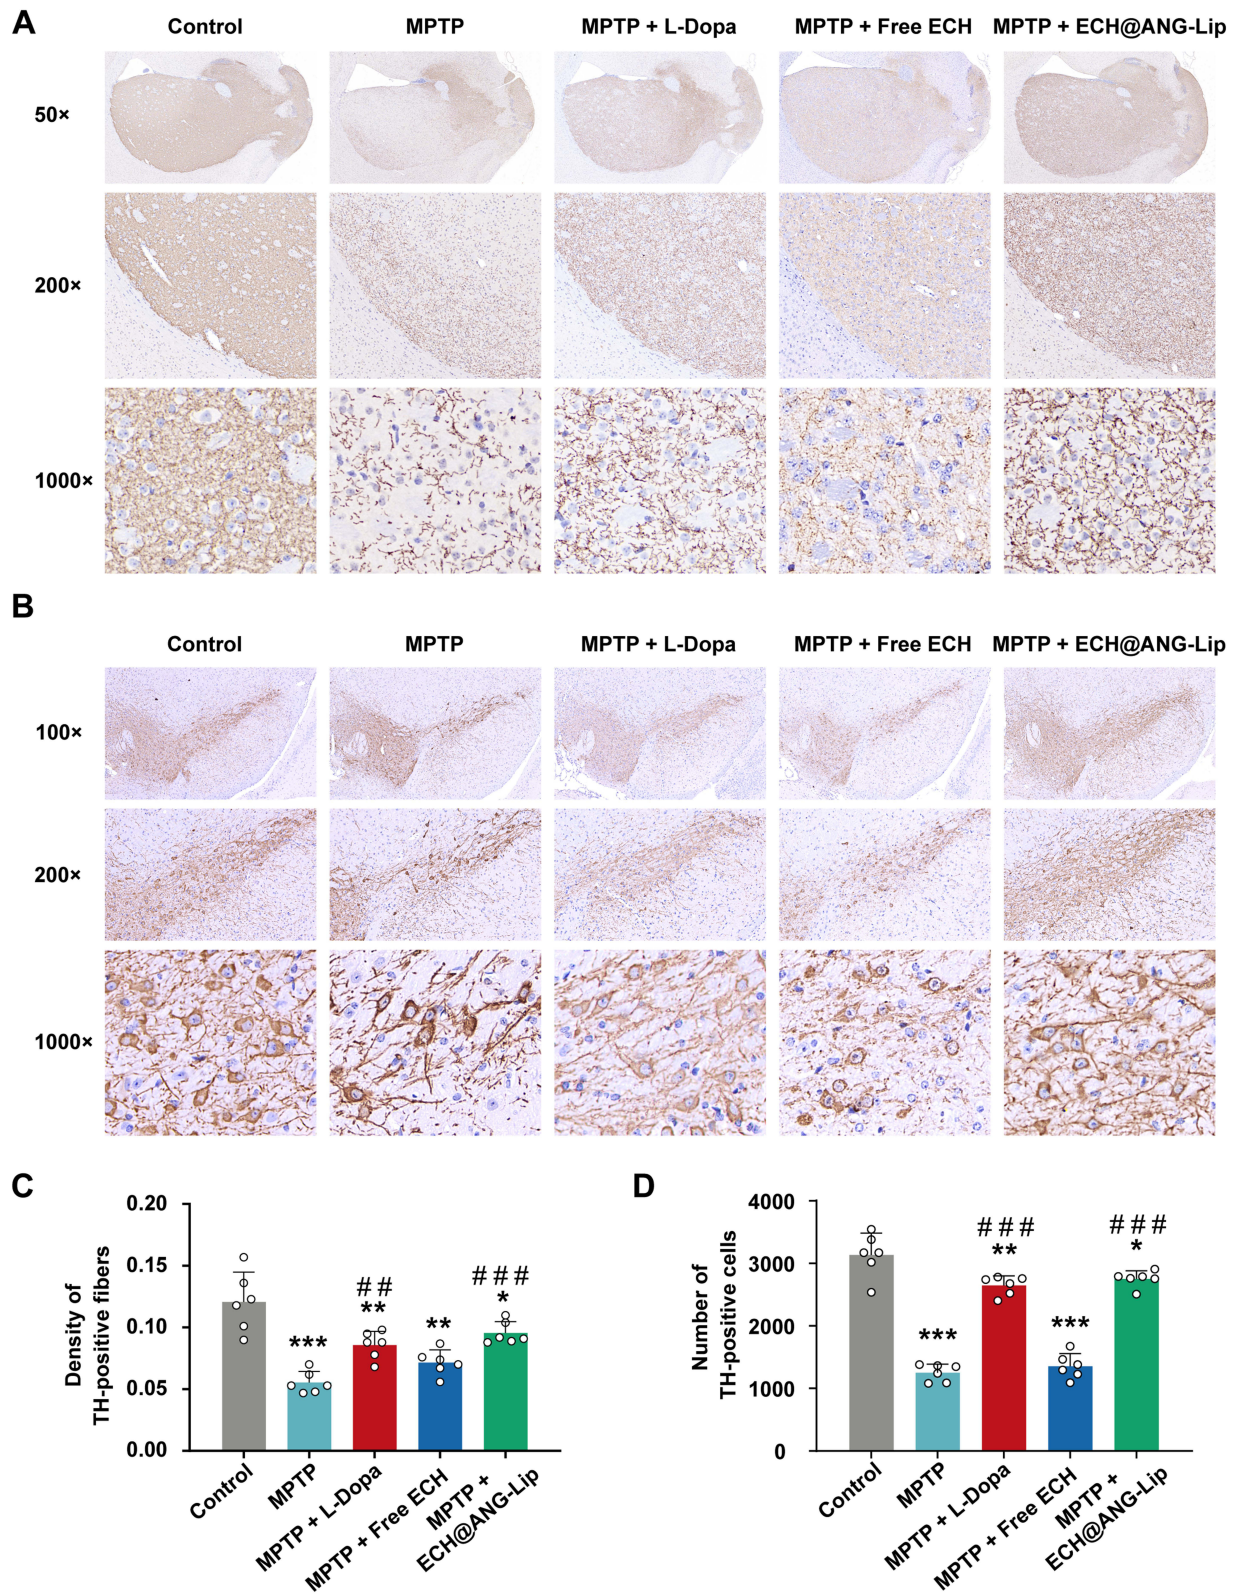 A
Control MPTP MPTP + L-Dopa MPTP + Free ECH MPTP + ECH@ANG-Lip
50×
200×
1000×
B
Control MPTP MPTP + L-Dopa MPTP + Free ECH MPTP + ECH@ANG-Lip
100×
200×
1000×
C
Density of
TH-positive fibers
0.20
0.15
0.10
0.05
0.00
***
##
**
**
###
*
Control
MPTP
MPTP + L-Dopa
MPTP + Free ECH
MPTP +
ECH@ANG-Lip
D
Number of
TH-positive cells
4000
3000
2000
1000
0
***
###
**
***
###
*
Control
MPTP
MPTP + L-Dopa
MPTP + Free ECH
MPTP +
ECH@ANG-Lip